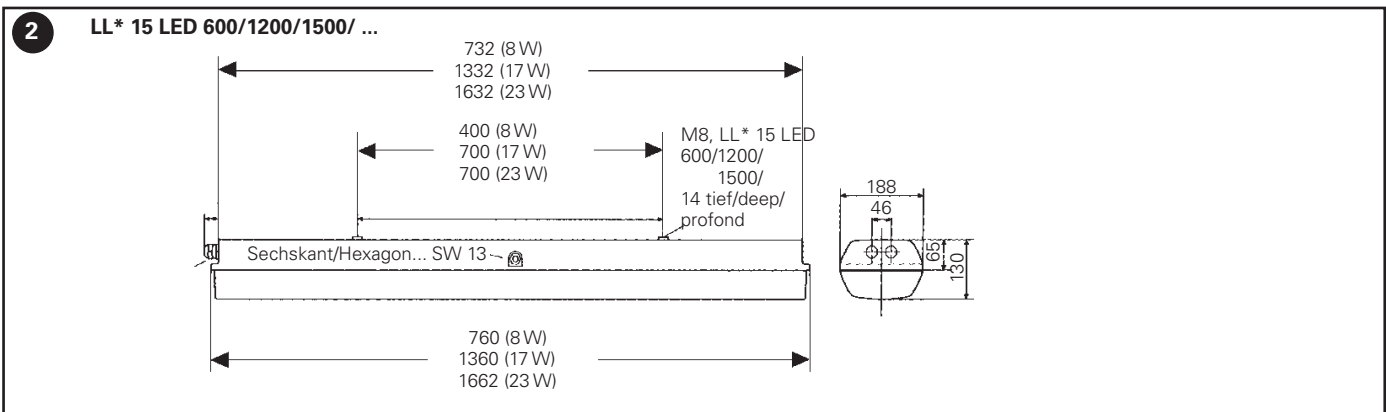 2
LL* 15 LED 600/1200/1500/ ...
732 (8 W)
1332 (17 W)
1632 (23 W)
400 (8 W)
700 (17 W)
700 (23 W)
M8, LL* 15 LED
600/1200/
1500/
14 tief/deep/
profond
188
46
65
130
Sechskant/Hexagon... SW 13
760 (8 W)
1360 (17 W)
1662 (23 W)